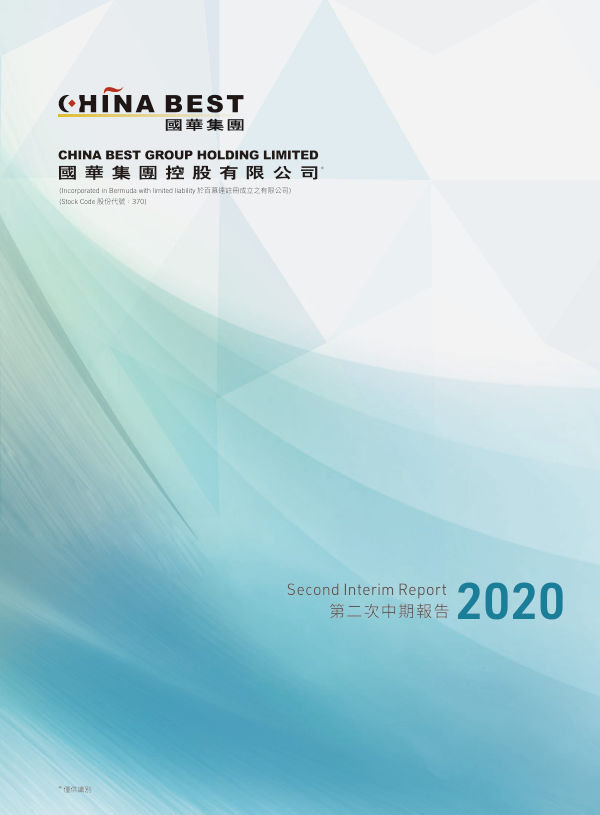 CHINA BEST
國華集團
CHINA BEST GROUP HOLDING LIMITED
國華集團控股有限公司*
(Incorporated in Bermuda with limited liability 於百慕達註冊成立之有限公司)
(Stock Code 股份代號：370)
Second Interim Report
第二次中期報告
2020
* 僅供識別